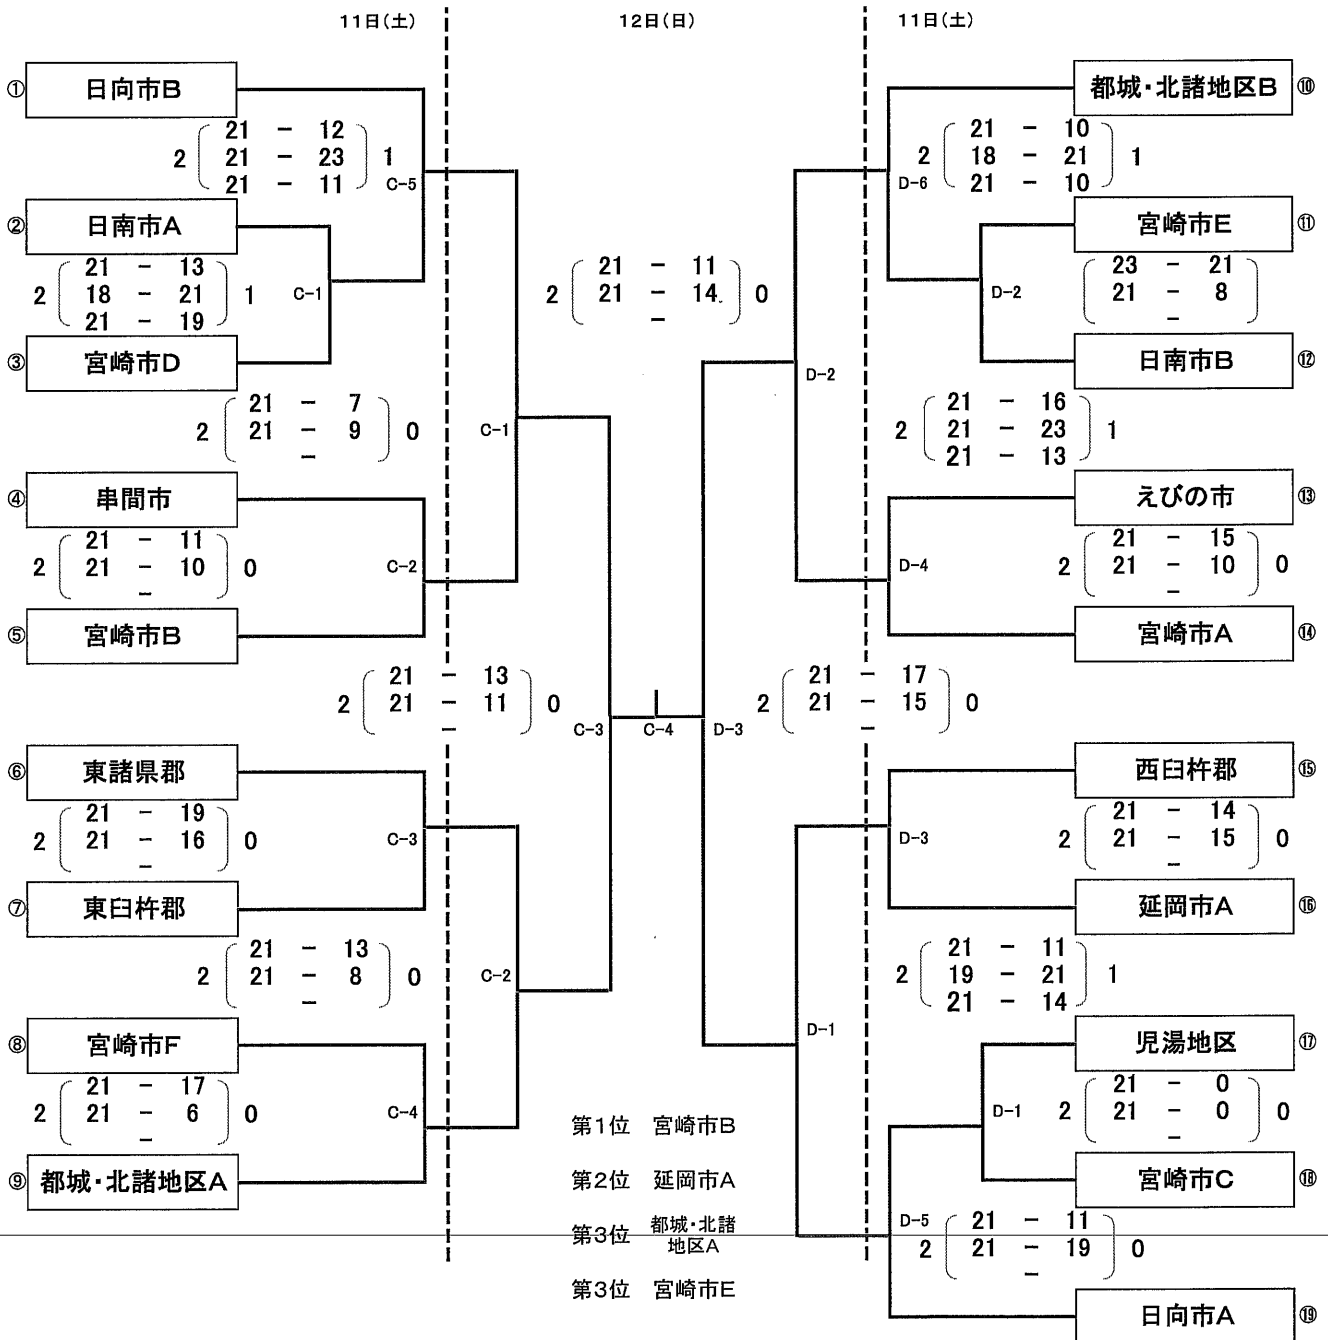 11日(土) 12日(日) 11日(土)
① 日向市B
都城・北諸地区B ⑩
21 - 12
2 21 - 23 1
21 - 11
C-5
21 - 10
2 18 - 21 1
21 - 10
D-6
② 日南市A
宮崎市E ⑪
21 - 13
2 18 - 21 1
21 - 19
C-1
21 - 11
2 21 - 14 0
-
23 - 21
21 - 8
-
D-2
③ 宮崎市D
日南市B ⑫
D-2
21 - 7
2 21 - 9 0
-
C-1
21 - 16
2 21 - 23 1
21 - 13
④ 串間市
えびの市 ⑬
21 - 11
2 21 - 10 0
-
C-2
D-4
21 - 15
2 21 - 10 0
-
⑤ 宮崎市B
宮崎市A ⑭
21 - 13
2 21 - 11 0
-
C-3 C-4 D-3
21 - 17
2 21 - 15 0
-
⑥ 東諸県郡
西臼杵郡 ⑮
21 - 19
2 21 - 16 0
-
C-3
D-3
21 - 14
2 21 - 15 0
-
⑦ 東臼杵郡
延岡市A ⑯
21 - 13
2 21 - 8 0
-
C-2
21 - 11
2 19 - 21 1
21 - 14
D-1
⑧ 宮崎市F
児湯地区 ⑰
21 - 17
2 21 - 6 0
-
C-4
D-1
21 - 0
2 21 - 0 0
-
⑨ 都城・北諸地区A
宮崎市C ⑱
D-5
21 - 11
2 21 - 19 0
-
日向市A ⑲
第1位 宮崎市B
第2位 延岡市A
第3位 都城・北諸
地区A
第3位 宮崎市E